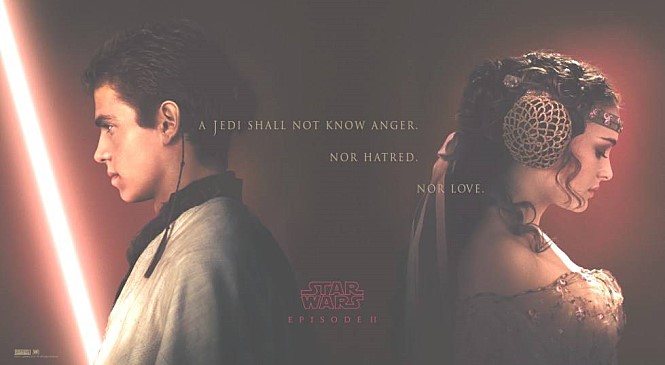 A JEDI SHALL NOT KNOW ANGER.
NOR HATRED.
NOR LOVE.
STAR
WARS
EPISODE II